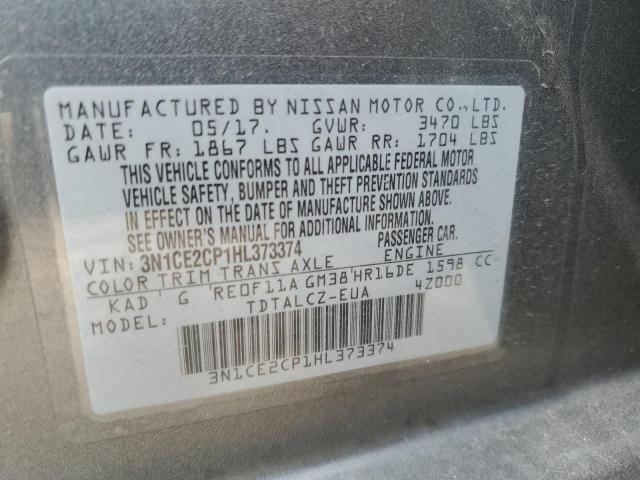 MANUFACTURED BY NISSAN MOTOR CO.,LTD.
DATE: 05/17. GVWR: 3470 LBS
GAWR FR: 1867 LBS GAWR RR: 1704 LBS
THIS VEHICLE CONFORMS TO ALL APPLICABLE FEDERAL MOTOR
VEHICLE SAFETY, BUMPER AND THEFT PREVENTION STANDARDS
IN EFFECT ON THE DATE OF MANUFACTURE SHOWN ABOVE.
SEE OWNER'S MANUAL FOR ADDITIONAL INFORMATION.
VIN: 3N1CE2CP1HL373374 PASSENGER CAR.
COLOR TRIM TRANS AXLE ENGINE
KAD G RE0F11A GM38 HR16DE 1598 CC
MODEL: TDTALCZ-EUA 4Z000
3N1CE2CP1HL373374